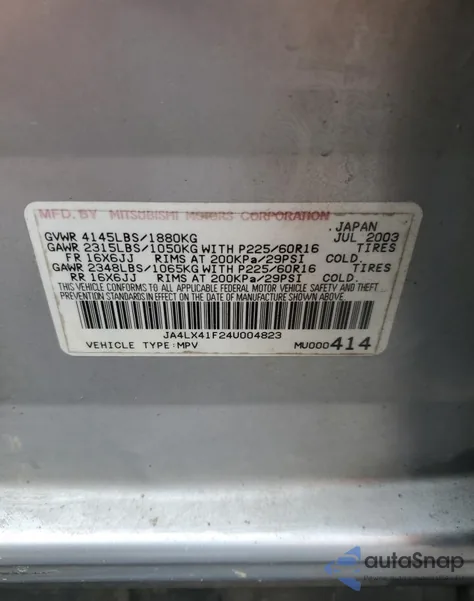 MFD. BY MITSUBISHI MOTORS CORPORATION
JAPAN
GVWR 4145LBS/1880KG JUL 2003
GAWR 2315LBS/1050KG WITH P225/60R16 TIRES
FR 16X6JJ RIMS AT 200KPa/29PSI COLD.
GAWR 2348LBS/1065KG WITH P225/60R16 TIRES
RR 16X6JJ RIMS AT 200KPa/29PSI COLD.
THIS VEHICLE CONFORMS TO ALL APPLICABLE FEDERAL MOTOR VEHICLE SAFETY AND THEFT
PREVENTION STANDARDS IN EFFECT ON THE DATE OF MANUFACTURE SHOWN ABOVE.
JA4LX41F24U004823
VEHICLE TYPE:MPV MU000414
autoSnap